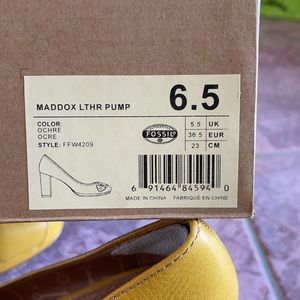 MADDOX LTHR PUMP
6.5
COLOR:
OCHRE
OCRE
STYLE: FFW4209
FOSSIL
5.5 UK
36.5 EUR
23 CM
6 91464 84594 0
MADE IN CHINA FABRIQUÉ EN CHINE